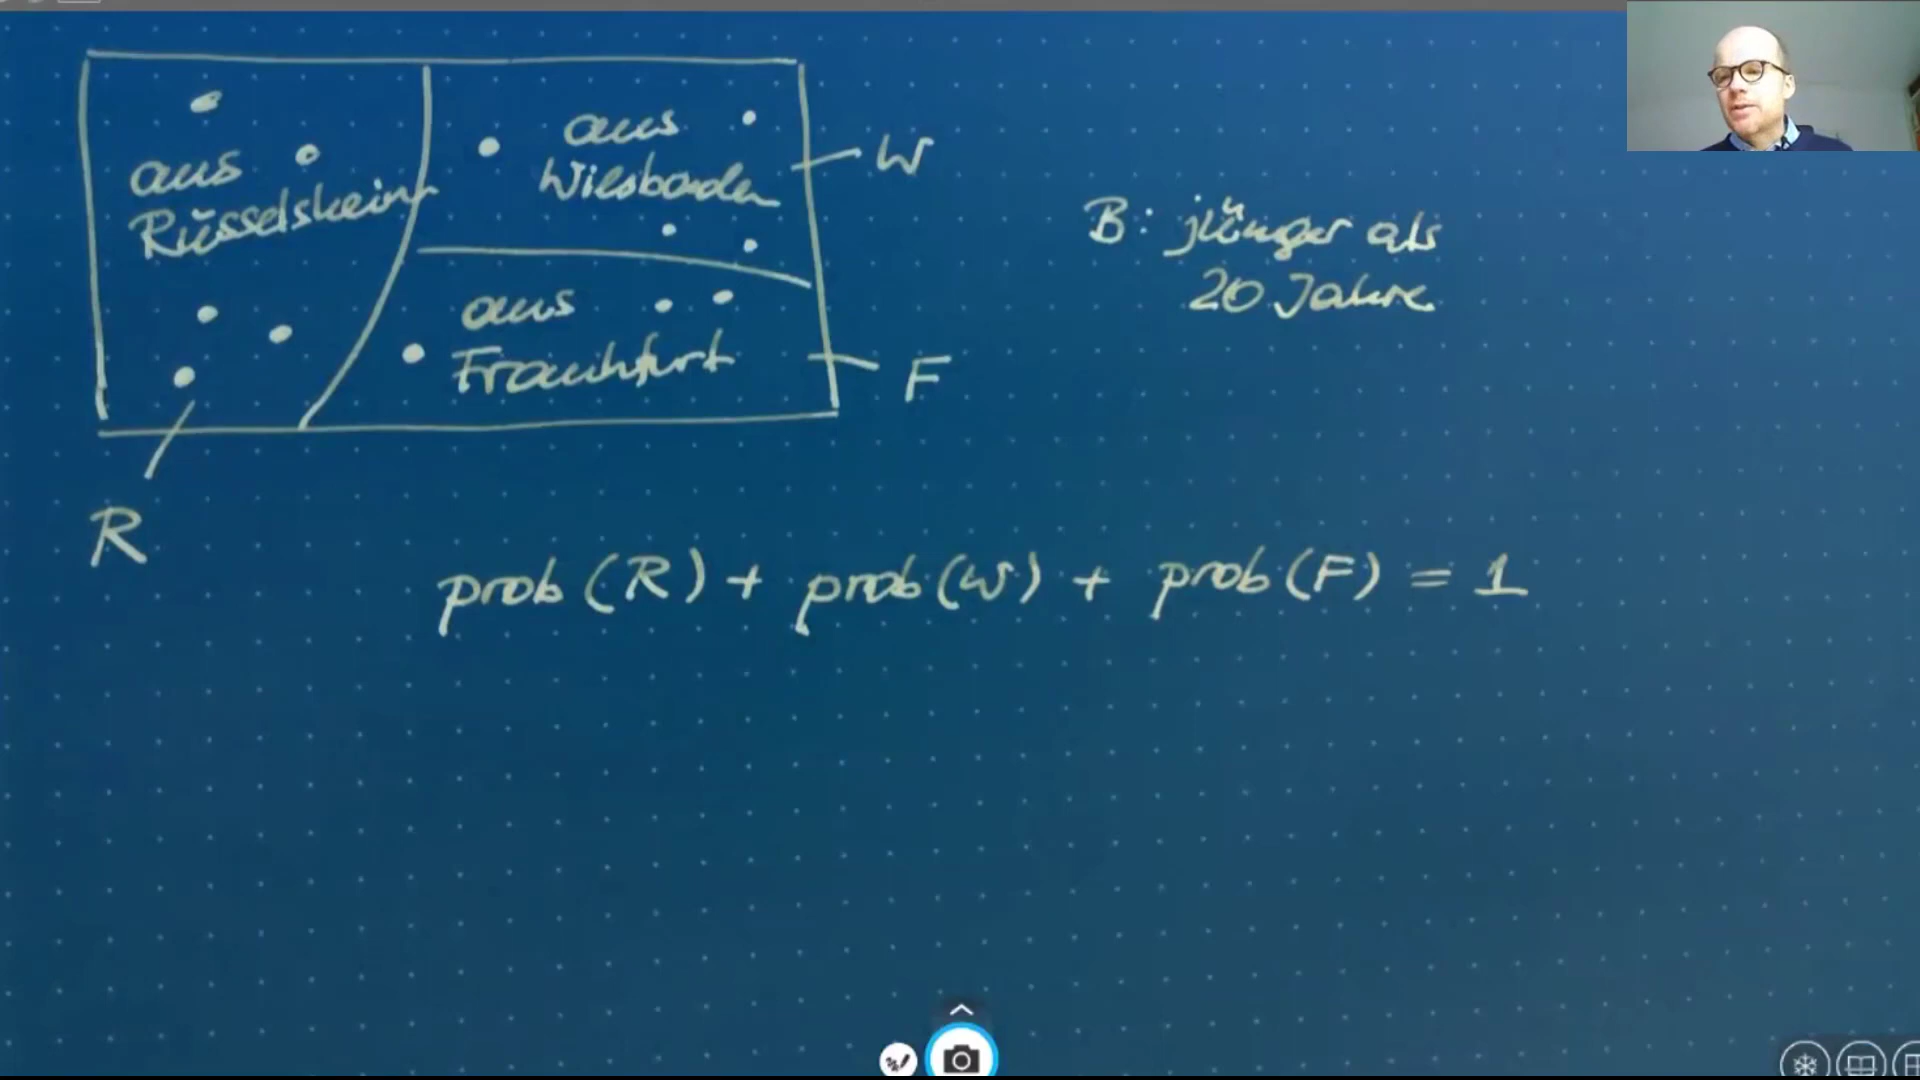 aus
Rüsselsheim
aus
Wiesbaden
W
aus
Frankfurt
F
R
B: jünger als
20 Jahre
prob(R) + prob(W) + prob(F) = 1